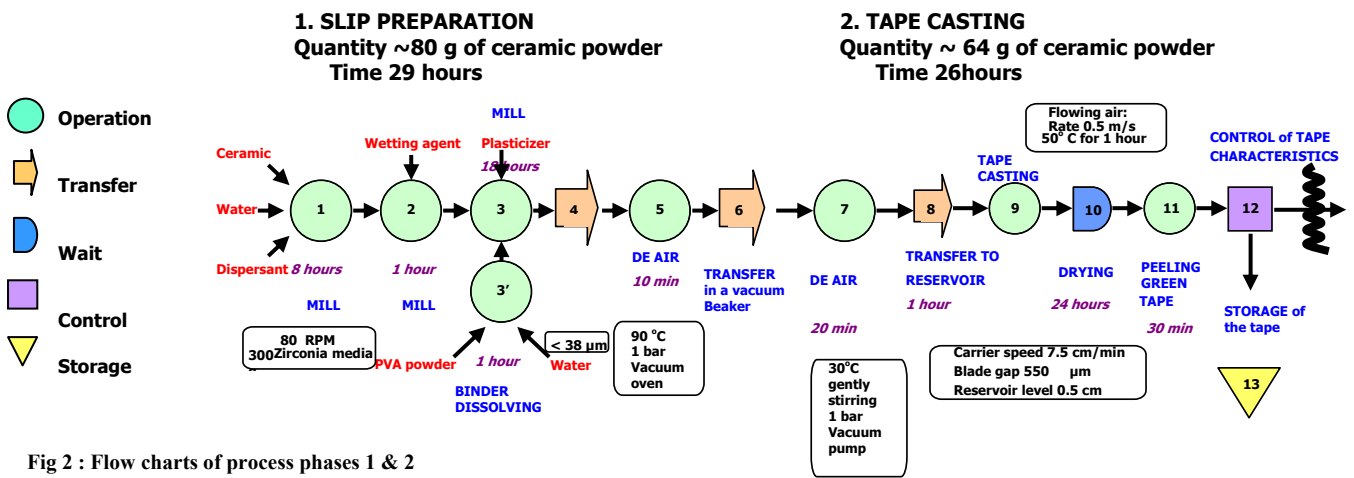 1. SLIP PREPARATION
Quantity ~80 g of ceramic powder
Time 29 hours
2. TAPE CASTING
Quantity ~ 64 g of ceramic powder
Time 26hours
Operation
Transfer
Wait
Control
Storage
Ceramic
Water
Dispersant
1
8 hours
MILL
80 RPM
300 Zirconia media
Wetting agent
2
1 hour
MILL
MILL
Plasticizer
18 hours
3
3’
PVA powder
1 hour
Water
BINDER
DISSOLVING
< 38 µm
4
5
DE AIR
10 min
90 °C
1 bar
Vacuum
oven
6
TRANSFER
in a vacuum
Beaker
7
DE AIR
20 min
30°C
gently
stirring
1 bar
Vacuum
pump
8
TRANSFER TO
RESERVOIR
1 hour
TAPE
CASTING
9
Carrier speed 7.5 cm/min
Blade gap 550 µm
Reservoir level 0.5 cm
Flowing air:
Rate 0.5 m/s
50° C for 1 hour
10
DRYING
24 hours
11
PEELING
GREEN
TAPE
30 min
CONTROL of TAPE
CHARACTERISTICS
12
STORAGE of
the tape
13
Fig 2 : Flow charts of process phases 1 & 2